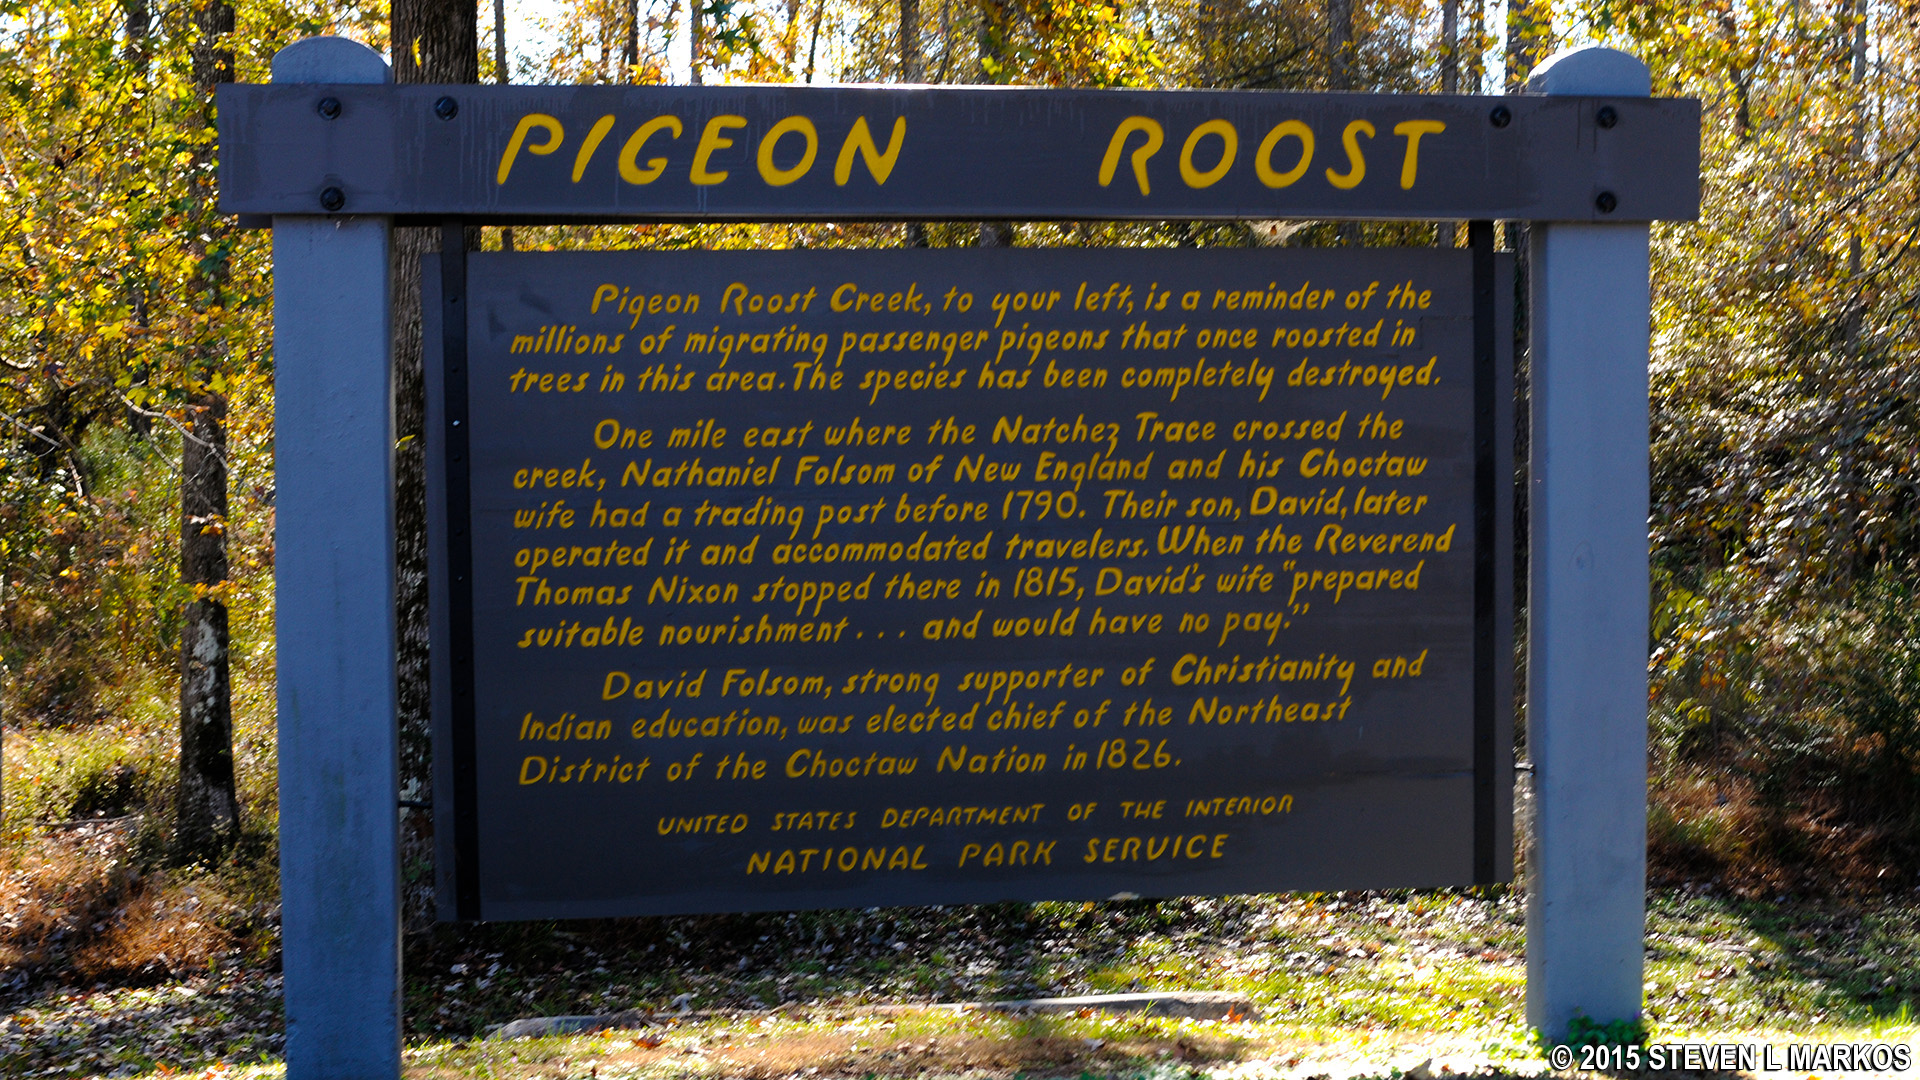 PIGEON ROOST
Pigeon Roost Creek, to your left, is a reminder of the
millions of migrating passenger pigeons that once roosted in
trees in this area. The species has been completely destroyed.
One mile east where the Natchez Trace crossed the
creek, Nathaniel Folsom of New England and his Choctaw
wife had a trading post before 1790. Their son, David, later
operated it and accommodated travelers. When the Reverend
Thomas Nixon stopped there in 1815, David's wife "prepared
suitable nourishment . . . and would have no pay."
David Folsom, strong supporter of Christianity and
Indian education, was elected chief of the Northeast
District of the Choctaw Nation in 1826.
UNITED STATES DEPARTMENT OF THE INTERIOR
NATIONAL PARK SERVICE
© 2015 STEVEN L MARKOS